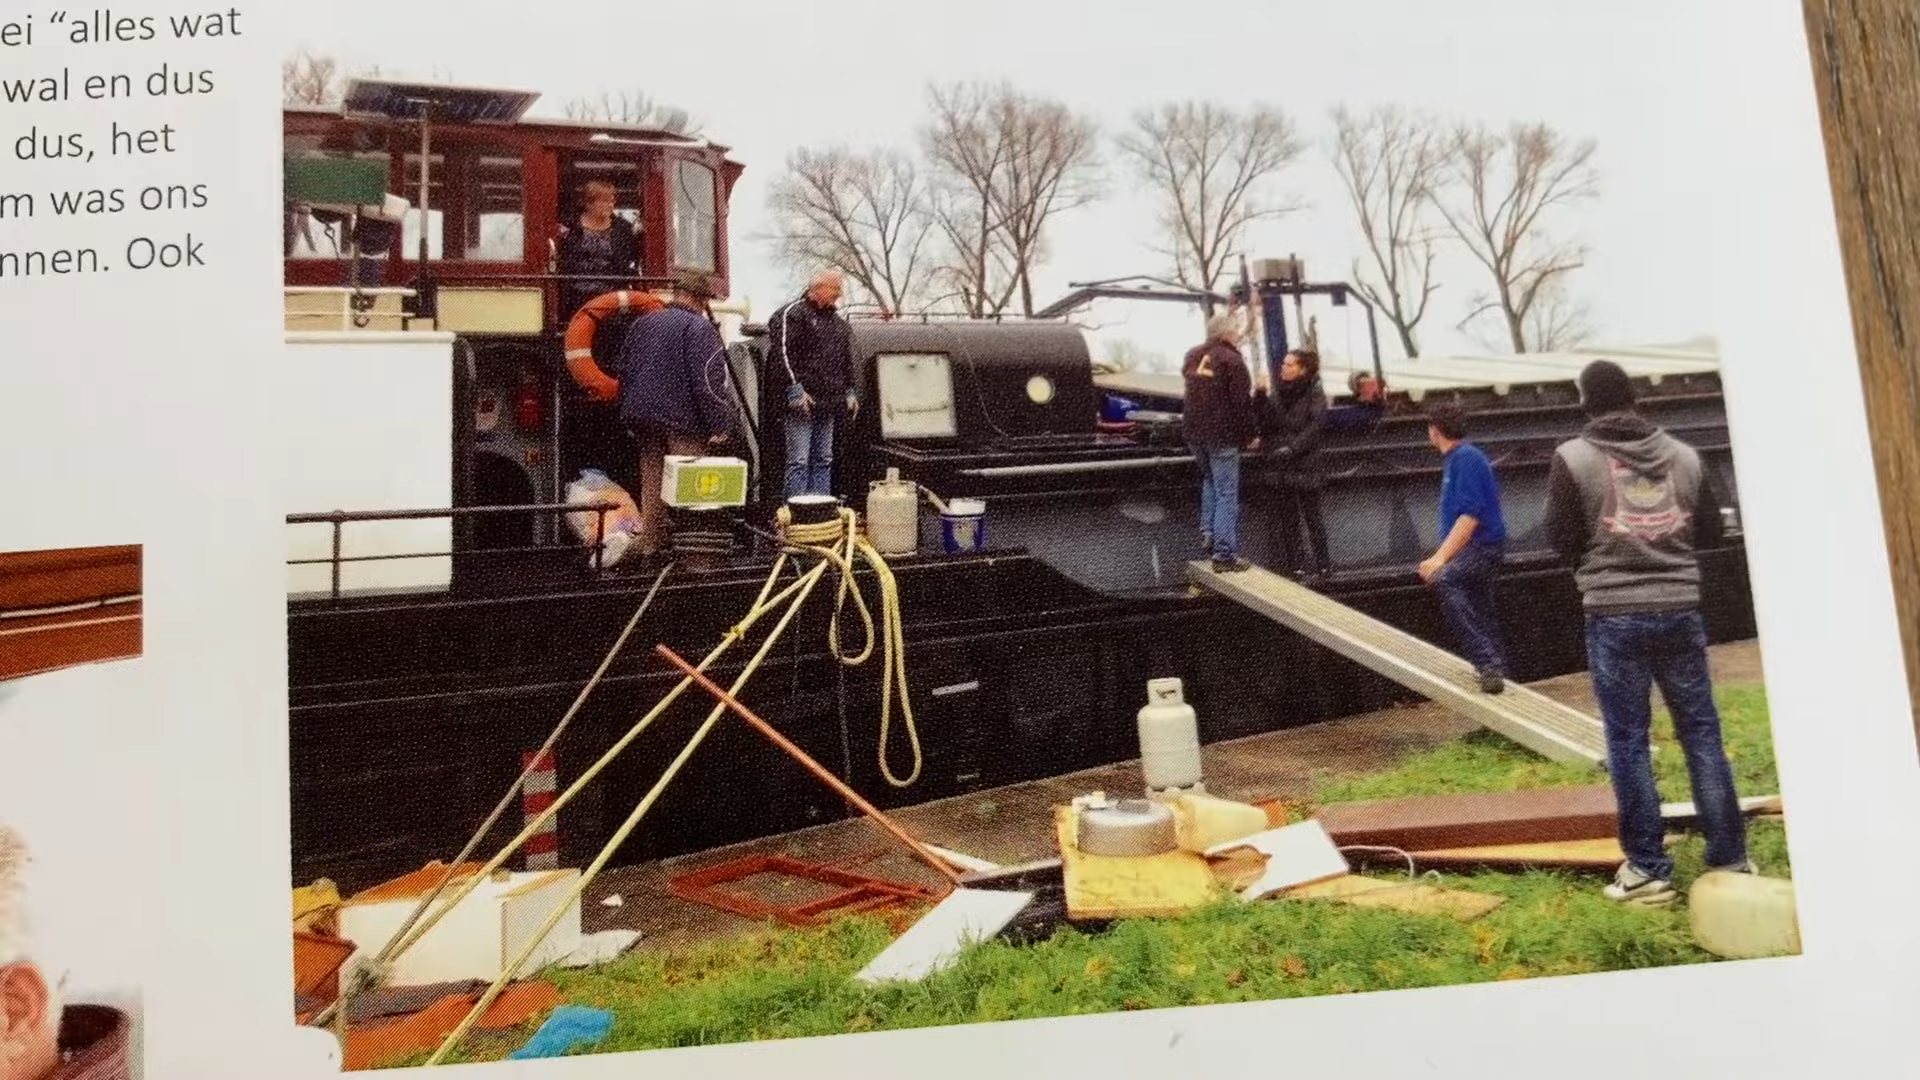 ei “alles wat
wal en dus
dus, het
m was ons
nnen. Ook